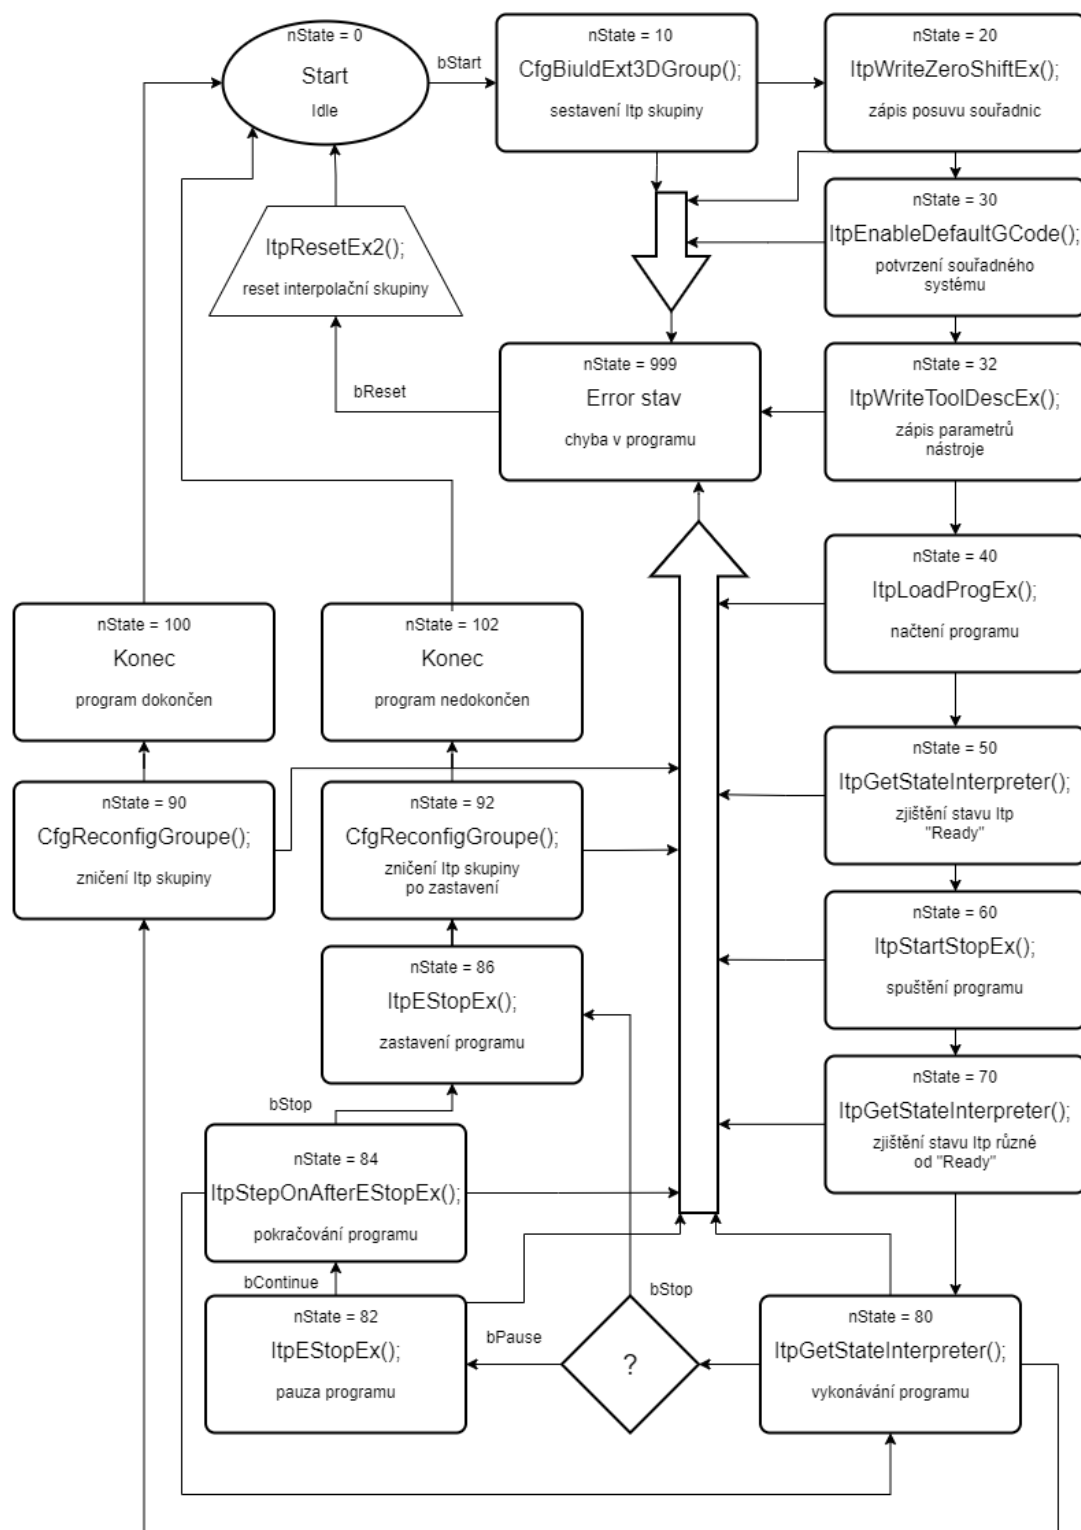 nState = 0
Start
Idle
bStart
nState = 10
CfgBiuldExt3DGroup();
sestavení Itp skupiny
nState = 20
ItpWriteZeroShiftEx();
zápis posuvu souřadnic
nState = 30
ItpEnableDefaultGCode();
potvrzení souřadného
systému
ItpResetEx2();
reset interpolační skupiny
bReset
nState = 999
Error stav
chyba v programu
nState = 32
ItpWriteToolDescEx();
zápis parametrů
nástroje
nState = 40
ItpLoadProgEx();
načtení programu
nState = 100
Konec
program dokončen
nState = 102
Konec
program nedokončen
nState = 50
ItpGetStateInterpreter();
zjištění stavu Itp
"Ready"
nState = 90
CfgReconfigGroupe();
zničení Itp skupiny
nState = 92
CfgReconfigGroupe();
zničení Itp skupiny
po zastavení
nState = 60
ItpStartStopEx();
spuštění programu
nState = 86
ItpEStopEx();
zastavení programu
nState = 70
ItpGetStateInterpreter();
zjištění stavu Itp různé
od "Ready"
bStop
nState = 84
ItpStepOnAfterEStopEx();
pokračování programu
bContinue
nState = 82
ItpEStopEx();
pauza programu
bPause
bStop
?
nState = 80
ItpGetStateInterpreter();
vykonávání programu